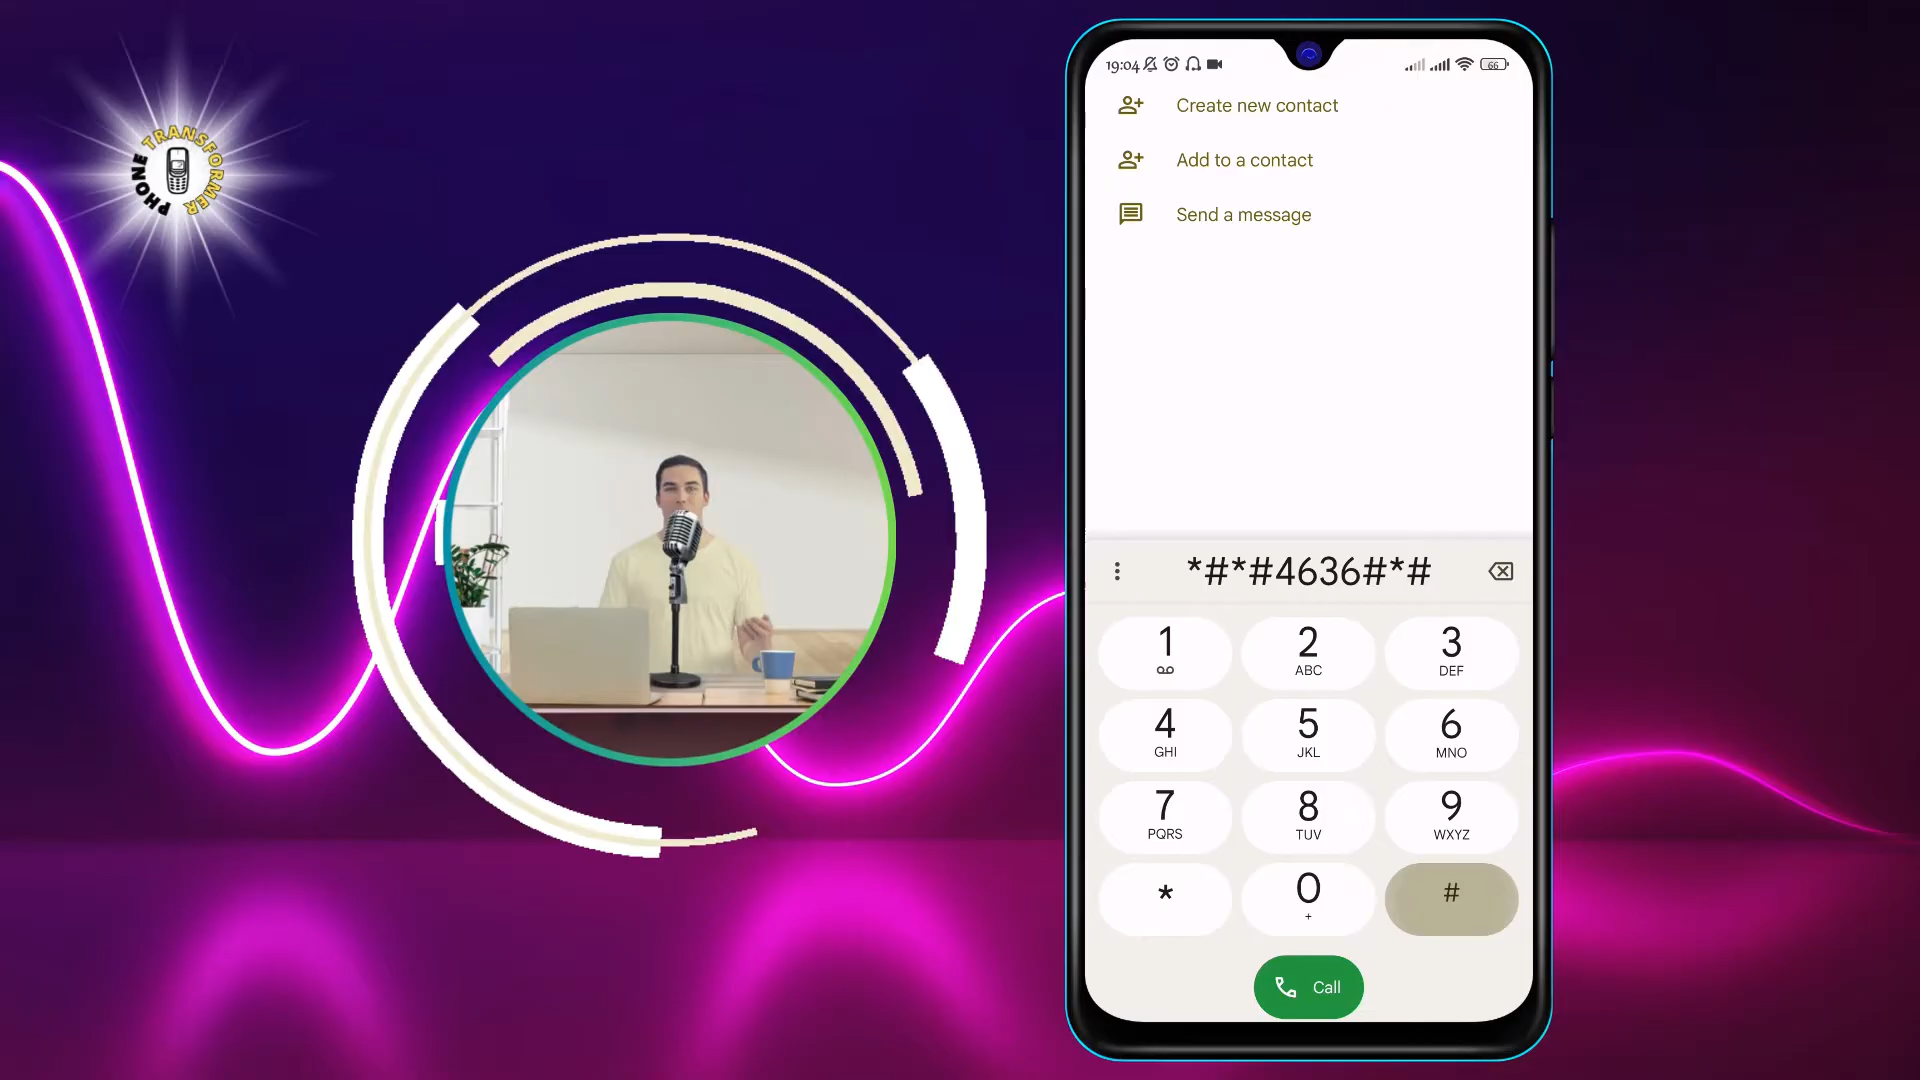 PHONE TRANSFORMER
19:04
66
Create new contact
Add to a contact
Send a message
*#*#4636#*#
1
2 ABC
3 DEF
4 GHI
5 JKL
6 MNO
7 PQRS
8 TUV
9 WXYZ
*
0 +
#
Call